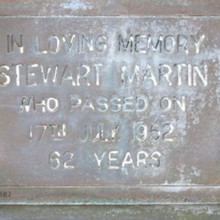 IN LOVING MEMORY
STEWART MARTIN
WHO PASSED ON
17TH JULY 1952
62 YEARS